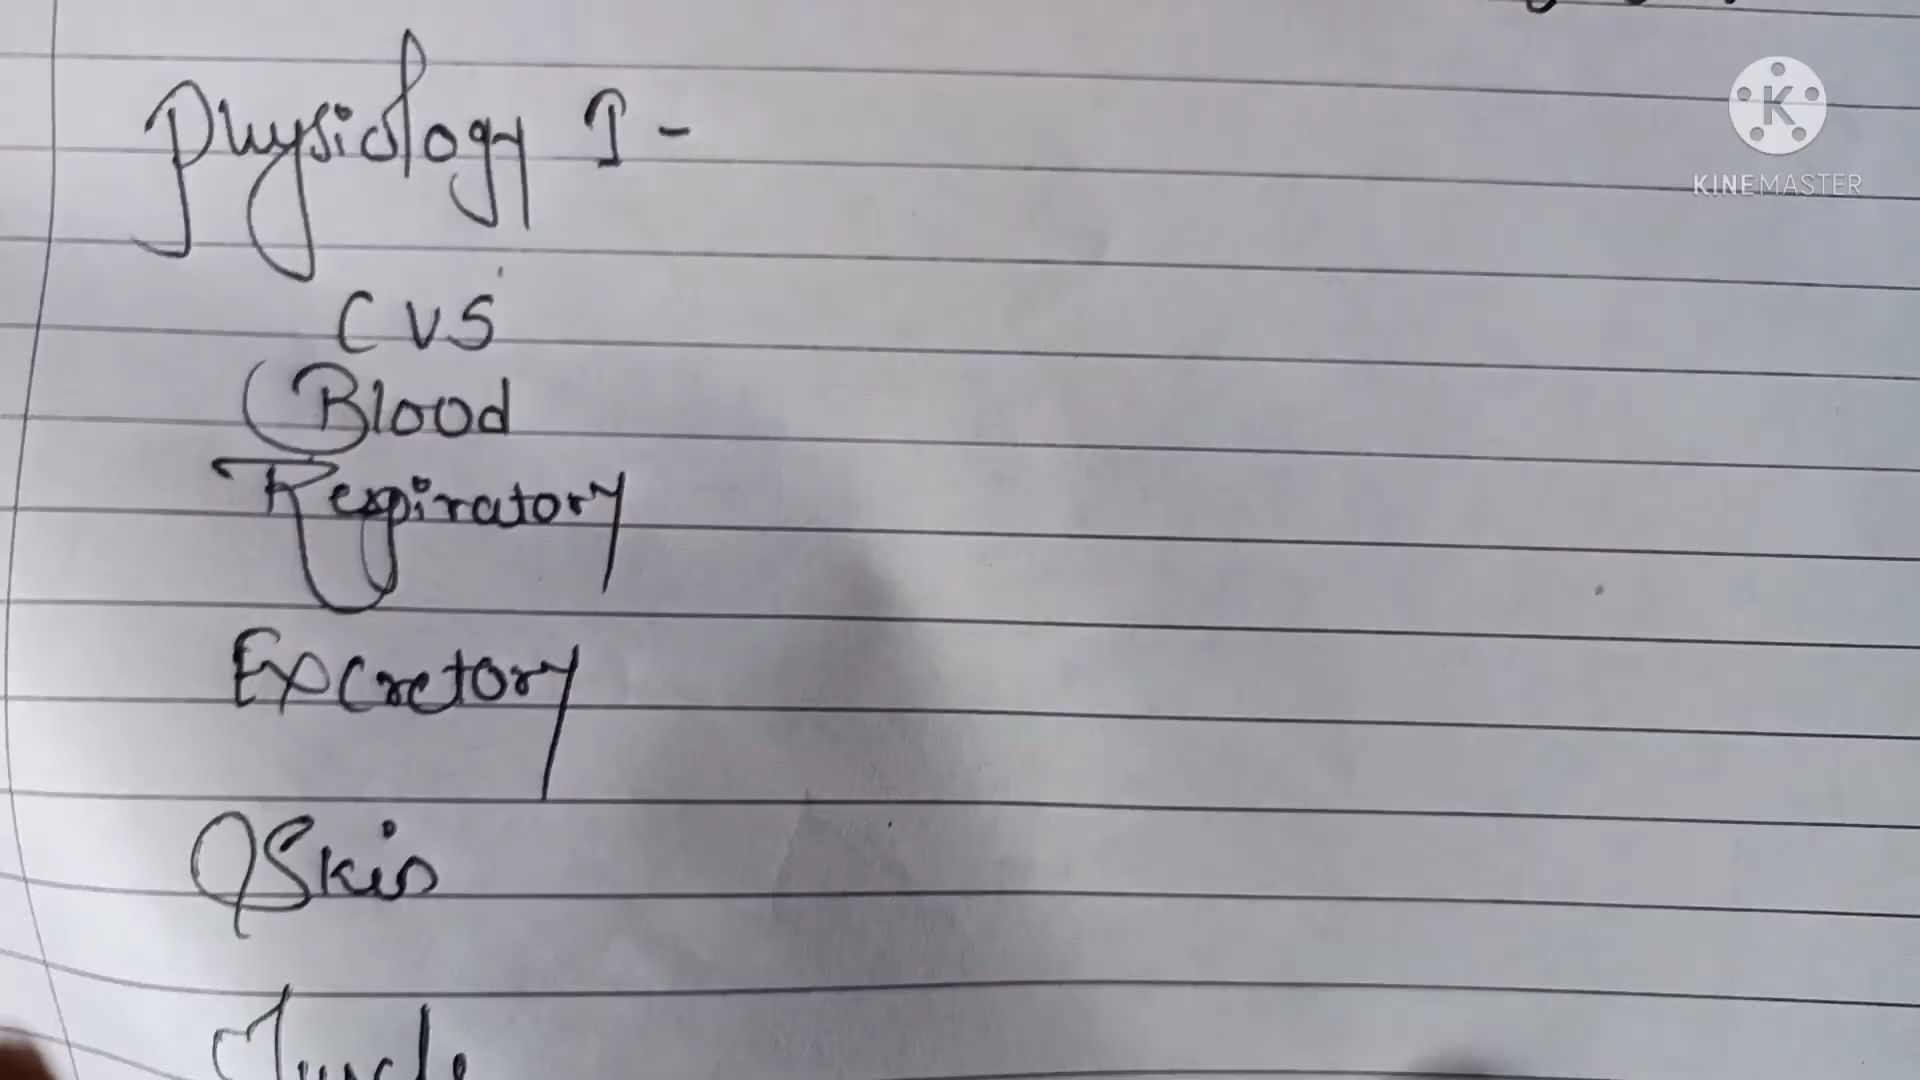 Physiology I -
CVS
Blood
Respiratory
Excretory
Skin
K
KINEMASTER